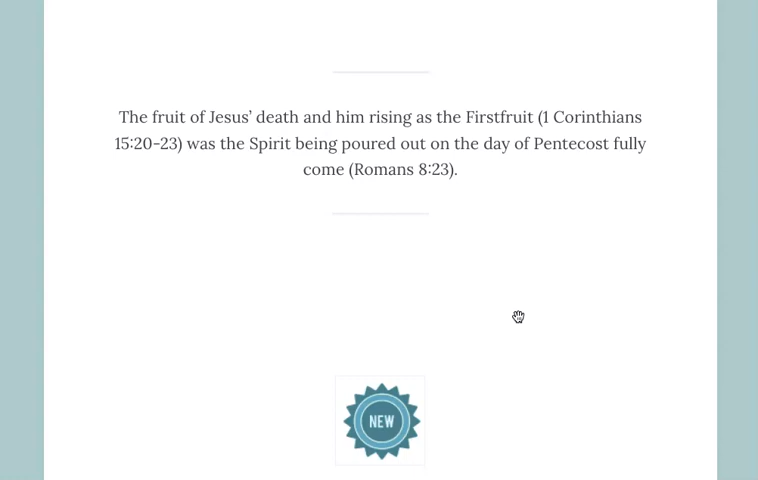 The fruit of Jesus’ death and him rising as the Firstfruit (1 Corinthians
15:20-23) was the Spirit being poured out on the day of Pentecost fully
come (Romans 8:23).
NEW